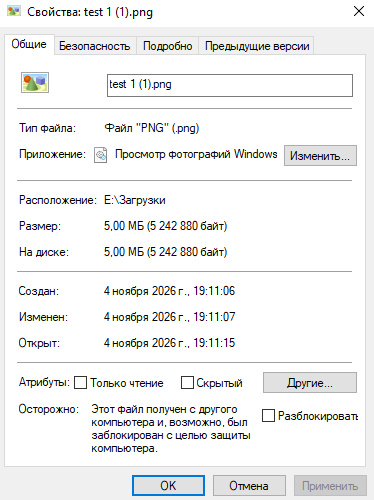 Свойства: test 1 (1).png
Общие Безопасность Подробно Предыдущие версии
test 1 (1).png
Тип файла: Файл "PNG" (.png)
Приложение: Просмотр фотографий Windows Изменить...
Расположение: E:\Загрузки
Размер: 5,00 МБ (5 242 880 байт)
На диске: 5,00 МБ (5 242 880 байт)
Создан: 4 ноября 2026 г., 19:11:06
Изменен: 4 ноября 2026 г., 19:11:07
Открыт: 4 ноября 2026 г., 19:11:15
Атрибуты: Только чтение Скрытый Другие...
Осторожно: Этот файл получен с другого
компьютера и, возможно, был
заблокирован с целью защиты
компьютера.
Разблокировать
OK Отмена Применить